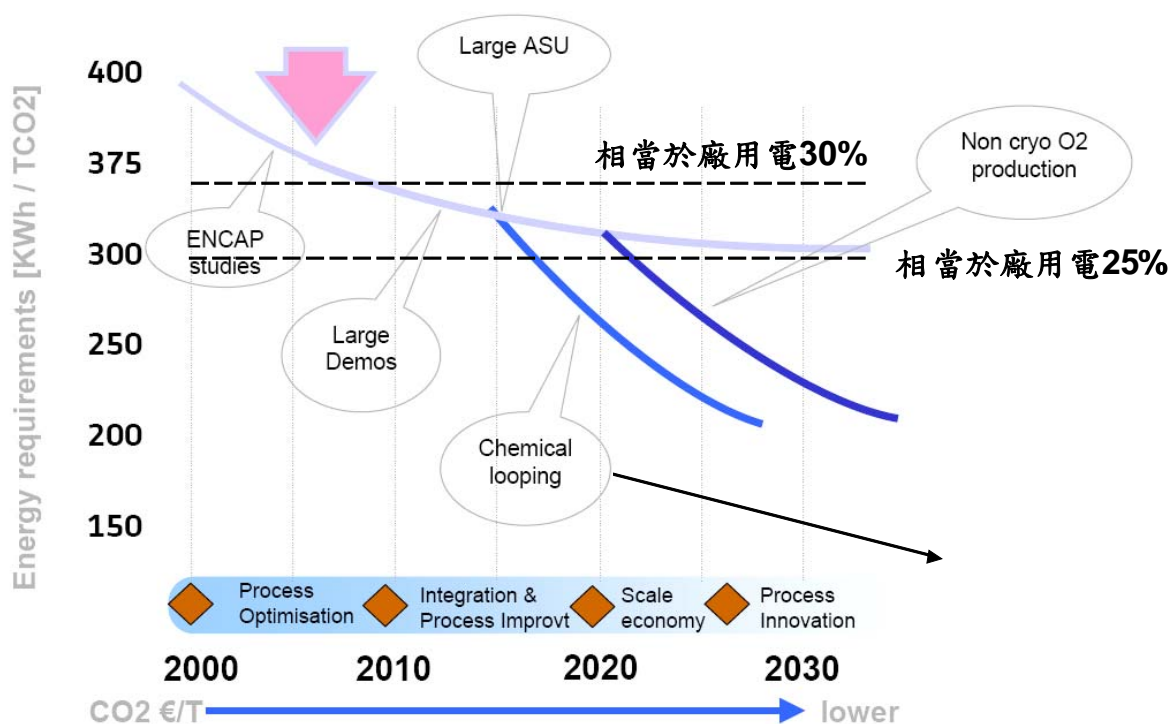 Energy requirements [KWh / TCO2]
400
375
300
250
200
150
Large ASU
相當於廠用電30%
Non cryo O2
production
ENCAP
studies
相當於廠用電25%
Large
Demos
Chemical
looping
Process
Optimisation
Integration &
Process Improvt
Scale
economy
Process
Innovation
2000
2010
2020
2030
CO2 €/T
lower